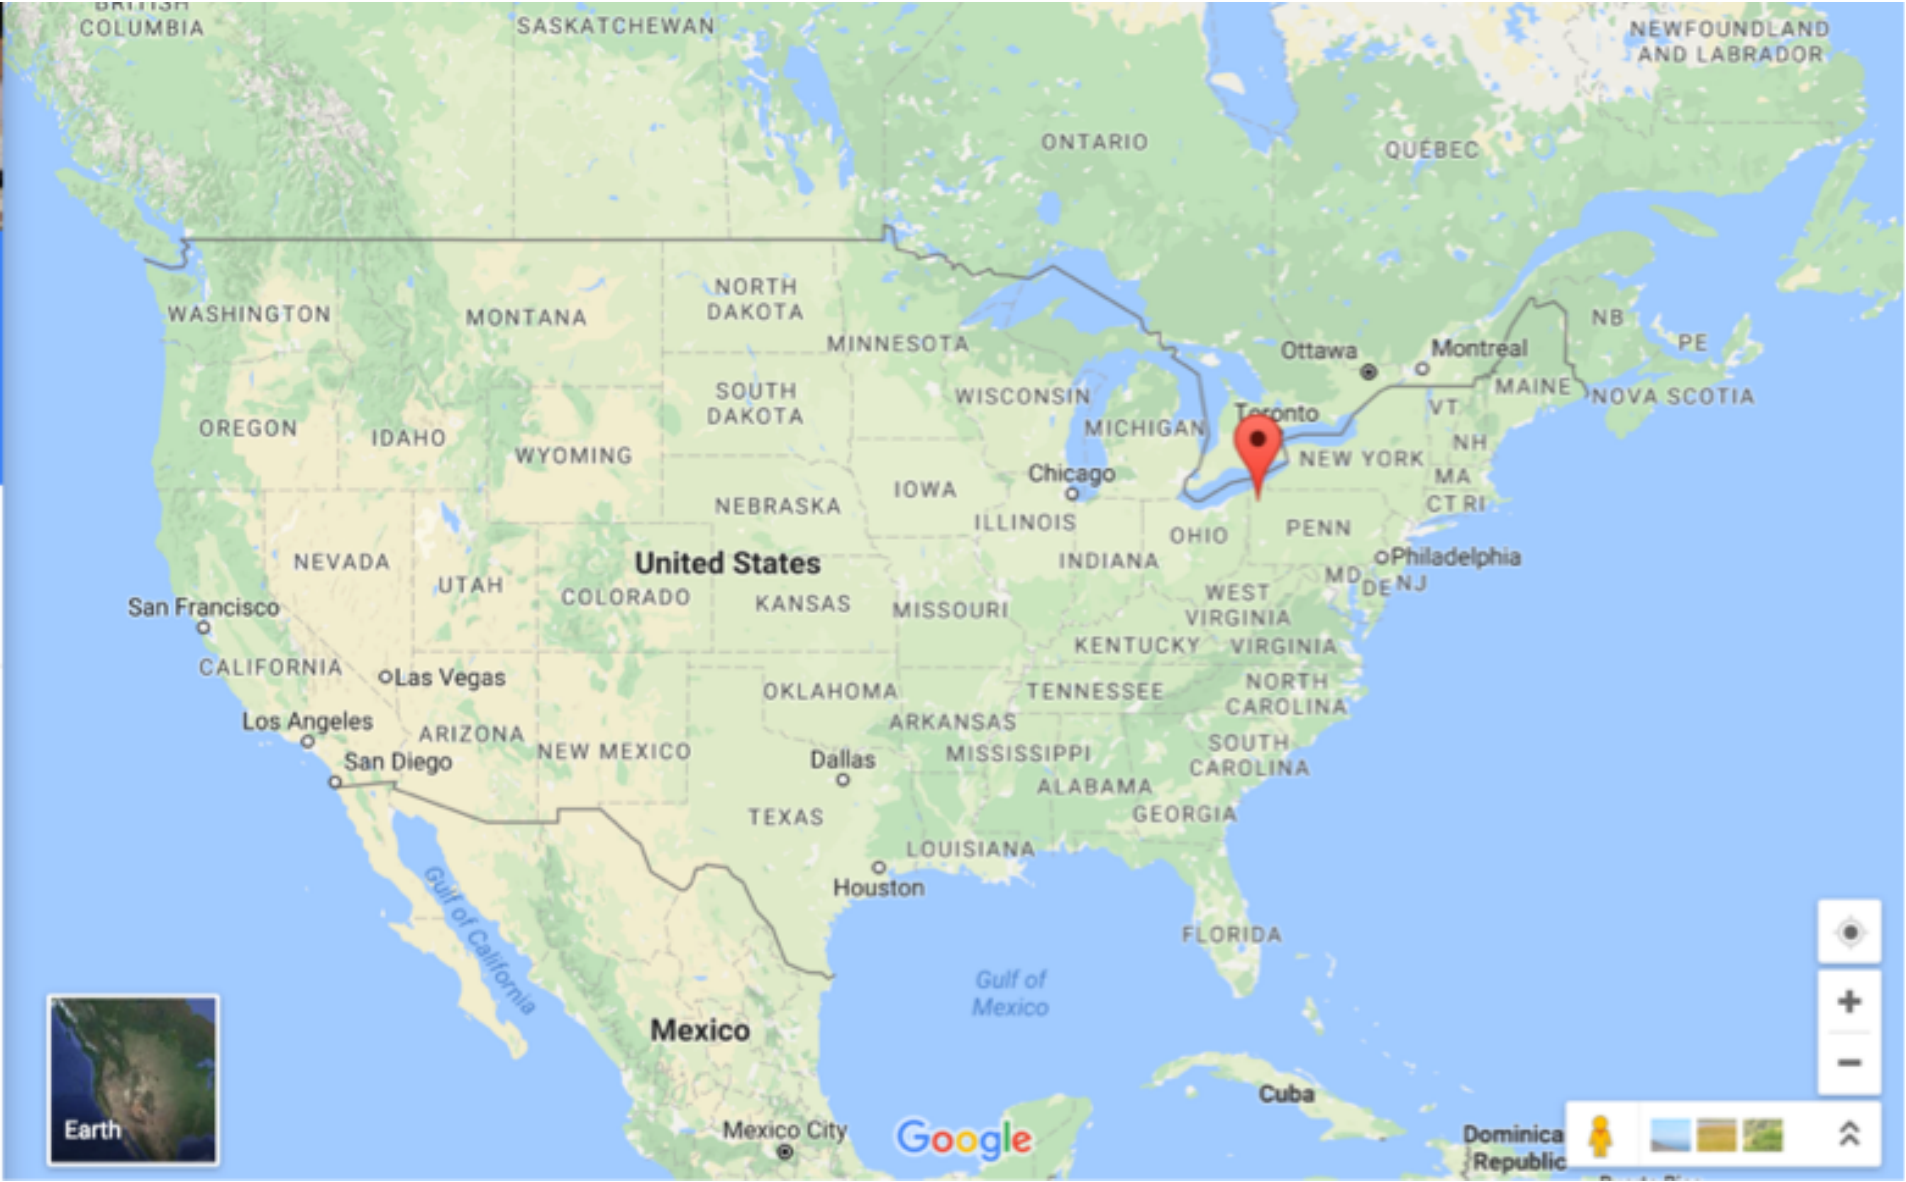 BRITISH
COLUMBIA
SASKATCHEWAN
NEWFOUNDLAND
AND LABRADOR
ONTARIO
QUÉBEC
NORTH
DAKOTA
WASHINGTON
MONTANA
NB
MINNESOTA
PE
Ottawa
Montreal
SOUTH
DAKOTA
WISCONSIN
MAINE
NOVA SCOTIA
VT
Toronto
OREGON
IDAHO
MICHIGAN
NH
WYOMING
NEW YORK
Chicago
MA
IOWA
NEBRASKA
CT RI
ILLINOIS
PENN
OHIO
United States
NEVADA
INDIANA
Philadelphia
MD
UTAH
DE
NJ
COLORADO
KANSAS
MISSOURI
WEST
VIRGINIA
San Francisco
KENTUCKY
VIRGINIA
CALIFORNIA
Las Vegas
OKLAHOMA
TENNESSEE
NORTH
CAROLINA
Los Angeles
ARIZONA
ARKANSAS
NEW MEXICO
MISSISSIPPI
SOUTH
CAROLINA
San Diego
Dallas
ALABAMA
TEXAS
GEORGIA
LOUISIANA
Houston
Gulf of California
FLORIDA
Gulf of
Mexico
Mexico
Cuba
Earth
Mexico City
Google
Dominica
Republic